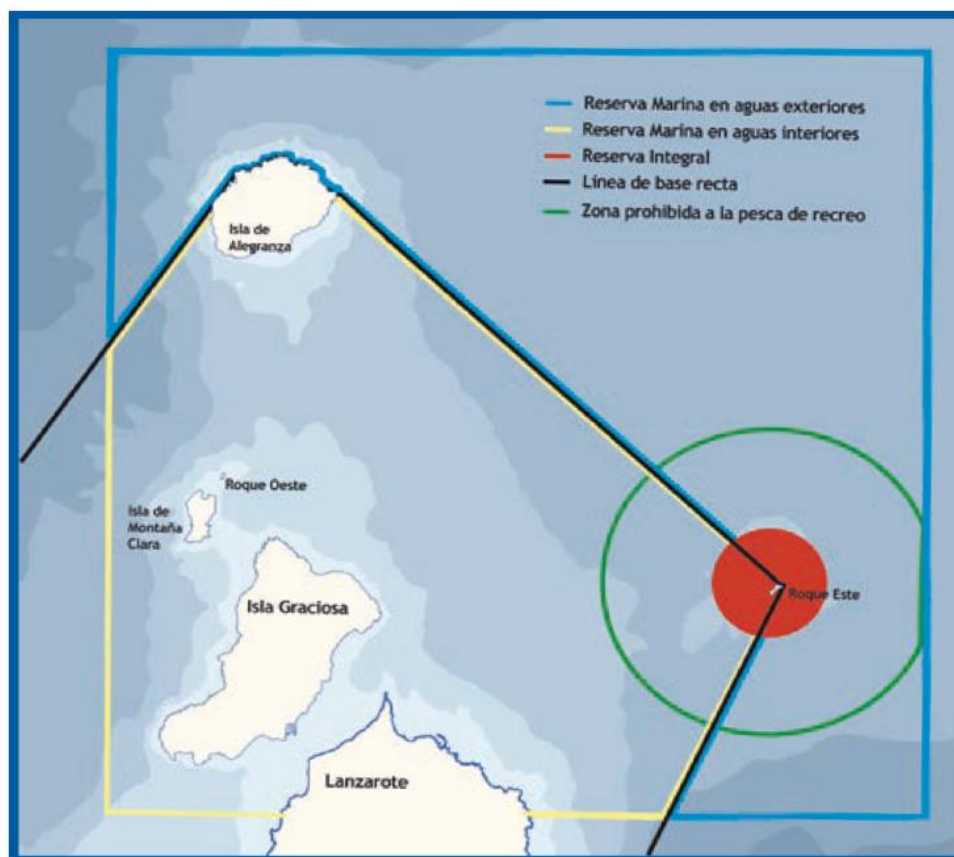 Reserva Marina en aguas exteriores
Reserva Marina en aguas interiores
Reserva Integral
Línea de base recta
Zona prohibida a la pesca de recreo
Isla de
Alegranza
Roque Oeste
Isla de
Montaña
Clara
Isla Graciosa
Roque Este
Lanzarote